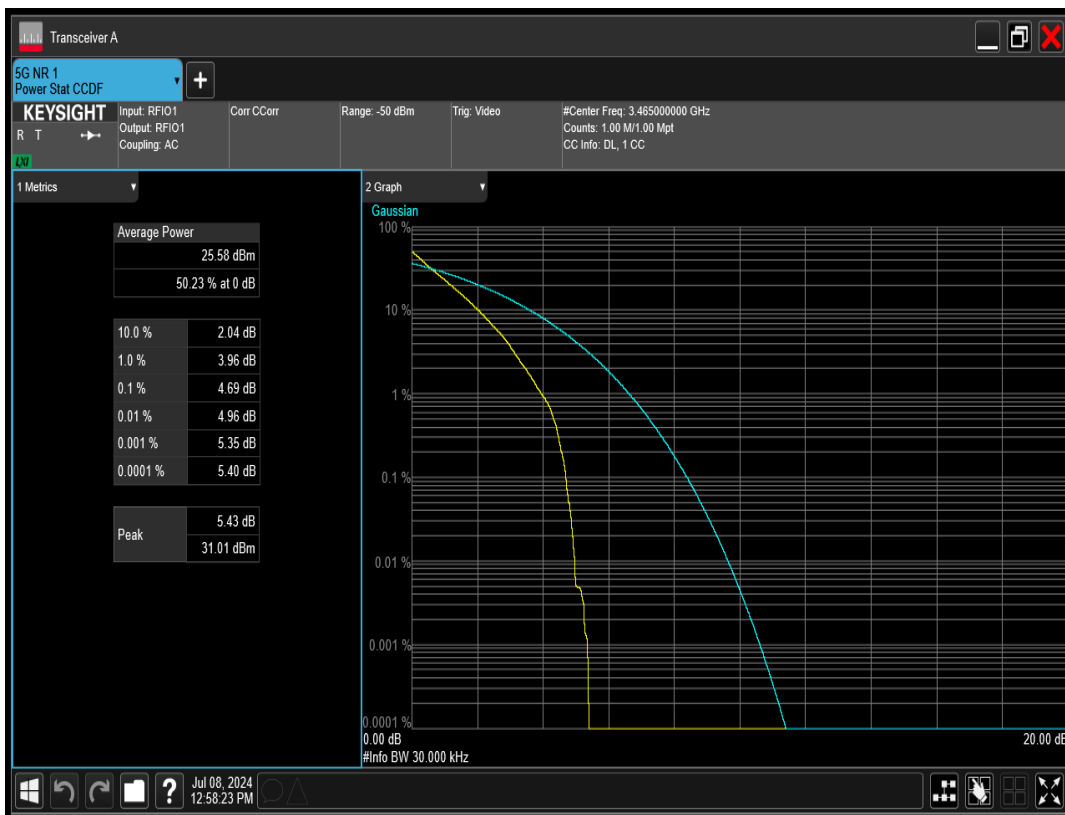 Transceiver A
5G NR 1
Power Stat CCDF
KEYSIGHT
R T
LXI
Input: RFIO1
Output: RFIO1
Coupling: AC
Corr CCorr
Range: -50 dBm
Trig: Video
#Center Freq: 3.465000000 GHz
Counts: 1.00 M/1.00 Mpt
CC Info: DL, 1 CC
1 Metrics
Average Power
25.58 dBm
50.23 % at 0 dB
10.0 % 2.04 dB
1.0 % 3.96 dB
0.1 % 4.69 dB
0.01 % 4.96 dB
0.001 % 5.35 dB
0.0001 % 5.40 dB
Peak
5.43 dB
31.01 dBm
2 Graph
Gaussian
100 %
10 %
1 %
0.1 %
0.01 %
0.001 %
0.0001 %
0.00 dB 20.00 dB
#Info BW 30.000 kHz
?
Jul 08, 2024
12:58:23 PM